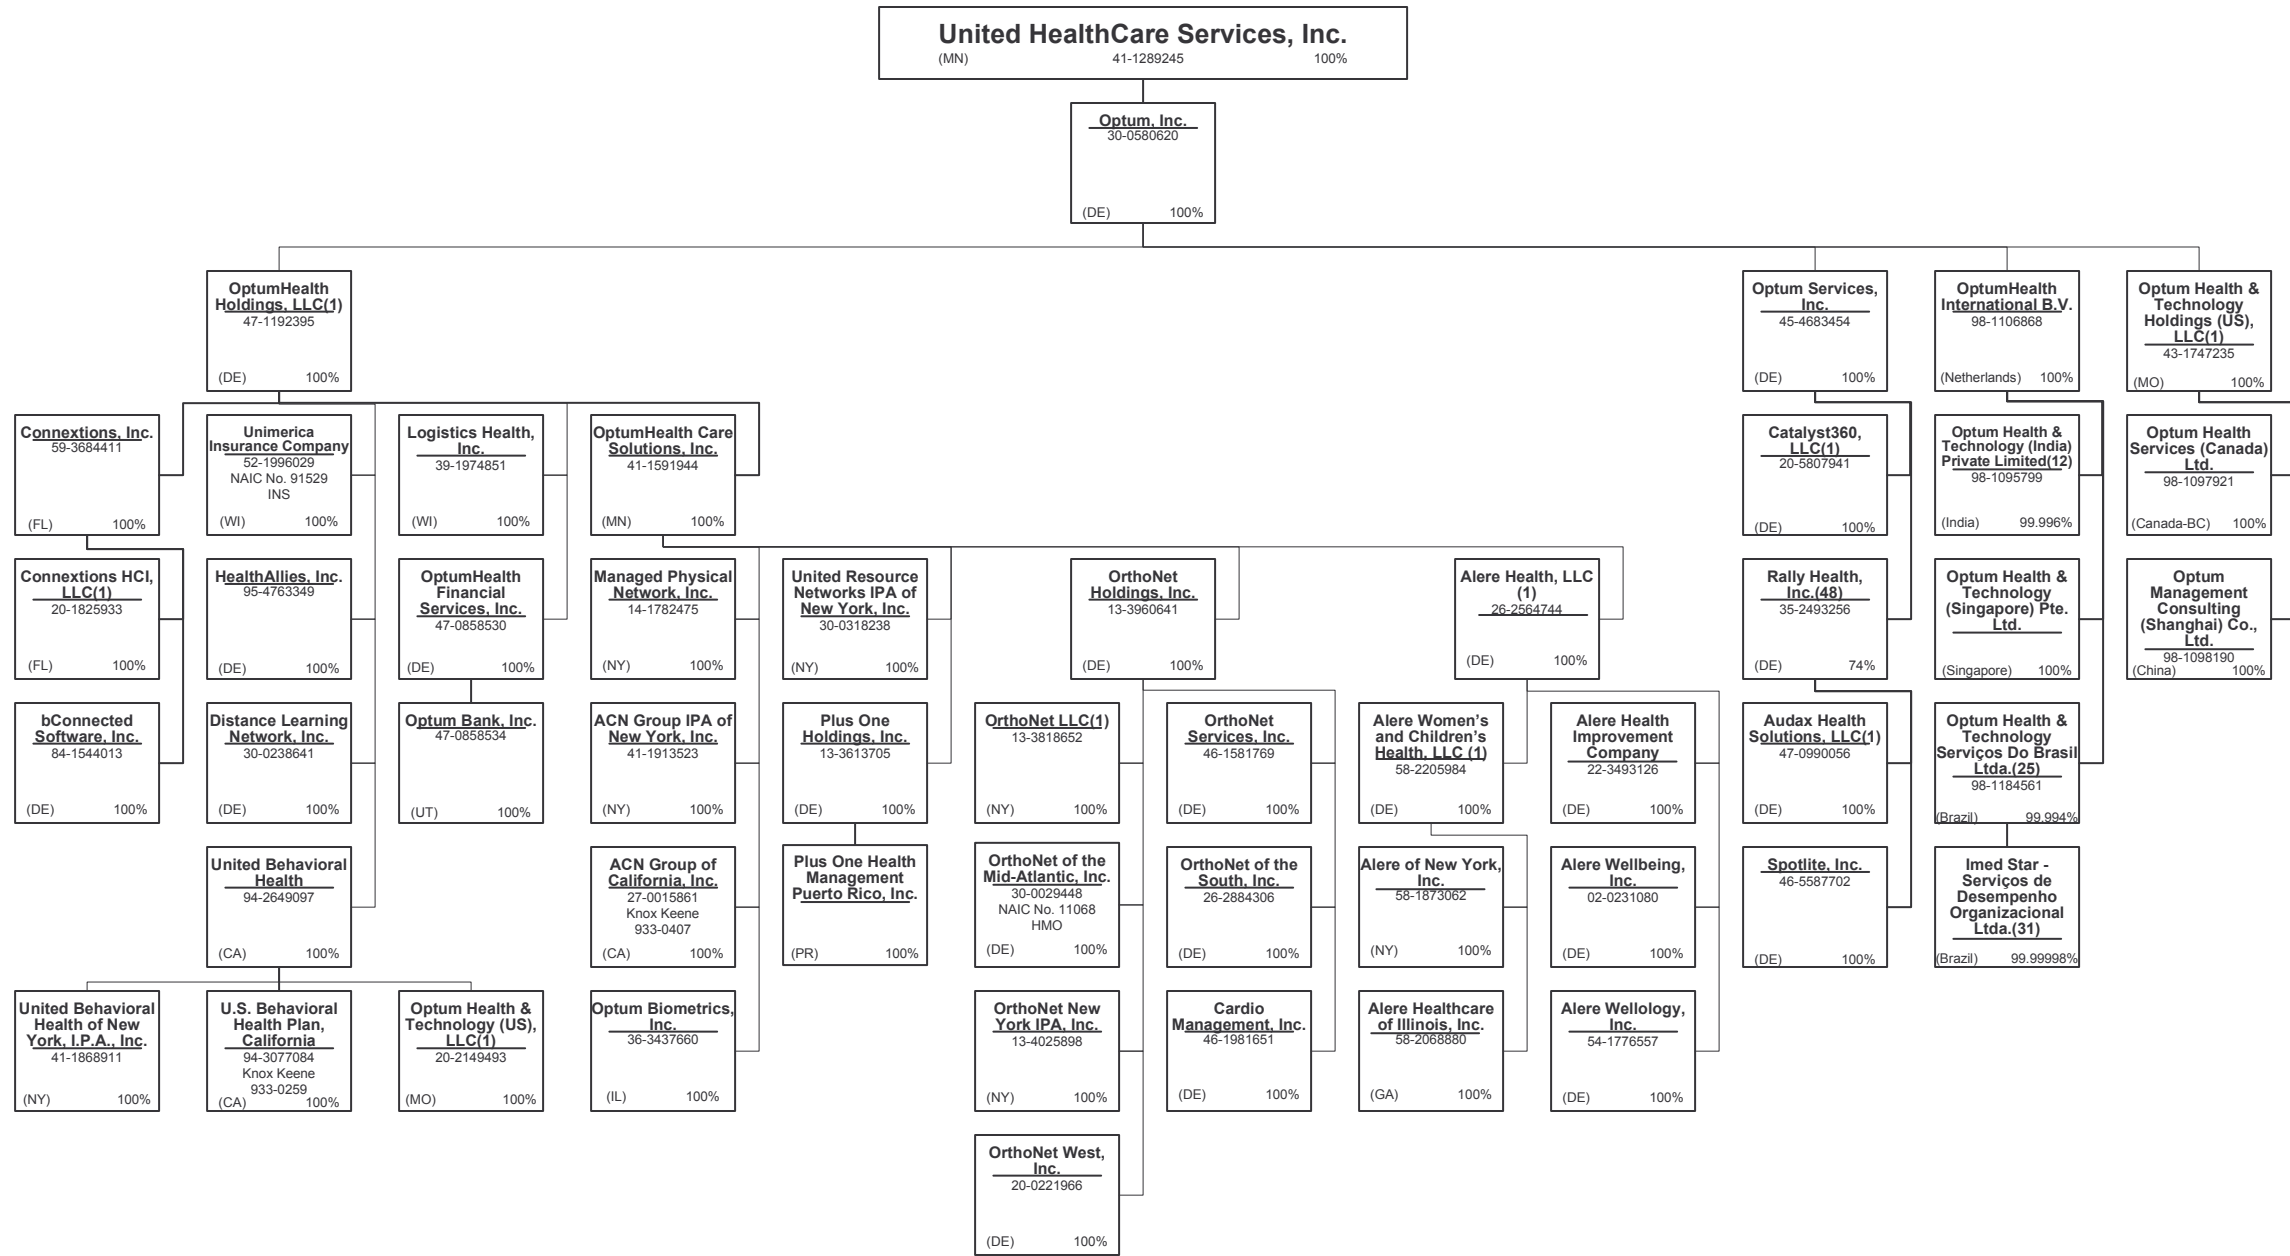 United HealthCare Services, Inc.
(MN) 41-1289245 100%
Optum, Inc.
30-0580620
(DE) 100%
OptumHealth
Holdings, LLC(1)
47-1192395
(DE) 100%
Optum Services,
Inc.
45-4683454
(DE) 100%
OptumHealth
International B.V.
98-1106868
(Netherlands) 100%
Optum Health &
Technology
Holdings (US),
LLC(1)
43-1747235
(MO) 100%
Connextions, Inc.
59-3684411
(FL) 100%
Unimerica
Insurance Company
52-1996029
NAIC No. 91529
INS
(WI) 100%
Logistics Health,
Inc.
39-1974851
(WI) 100%
OptumHealth Care
Solutions, Inc.
41-1591944
(MN) 100%
Catalyst360,
LLC(1)
20-5807941
(DE) 100%
Optum Health &
Technology (India)
Private Limited(12)
98-1095799
(India) 99.996%
Optum Health
Services (Canada)
Ltd.
98-1097921
(Canada-BC) 100%
Connextions HCI,
LLC(1)
20-1825933
(FL) 100%
HealthAllies, Inc.
95-4763349
(DE) 100%
OptumHealth
Financial
Services, Inc.
47-0858530
(DE) 100%
Managed Physical
Network, Inc.
14-1782475
(NY) 100%
United Resource
Networks IPA of
New York, Inc.
30-0318238
(NY) 100%
OrthoNet
Holdings, Inc.
13-3960641
(DE) 100%
Alere Health, LLC
(1)
26-2564744
(DE) 100%
Rally Health,
Inc.(48)
35-2493256
(DE) 74%
Optum Health &
Technology
(Singapore) Pte.
Ltd.
(Singapore) 100%
Optum
Management
Consulting
(Shanghai) Co.,
Ltd.
98-1098190
(China) 100%
bConnected
Software, Inc.
84-1544013
(DE) 100%
Distance Learning
Network, Inc.
30-0238641
(DE) 100%
Optum Bank, Inc.
47-0858534
(UT) 100%
ACN Group IPA of
New York, Inc.
41-1913523
(NY) 100%
Plus One
Holdings, Inc.
13-3613705
(DE) 100%
OrthoNet LLC(1)
13-3818652
(NY) 100%
OrthoNet
Services, Inc.
46-1581769
(DE) 100%
Alere Women's
and Children's
Health, LLC (1)
58-2205984
(DE) 100%
Alere Health
Improvement
Company
22-3493126
(DE) 100%
Audax Health
Solutions, LLC(1)
47-0990056
(DE) 100%
Optum Health &
Technology
Serviços Do Brasil
Ltda.(25)
98-1184561
(Brazil) 99.994%
United Behavioral
Health
94-2649097
(CA) 100%
ACN Group of
California, Inc.
27-0015861
Knox Keene
933-0407
(CA) 100%
Plus One Health
Management
Puerto Rico, Inc.
(PR) 100%
OrthoNet of the
Mid-Atlantic, Inc.
30-0029448
NAIC No. 11068
HMO
(DE) 100%
OrthoNet of the
South, Inc.
26-2884306
(DE) 100%
Alere of New York,
Inc.
58-1873062
(NY) 100%
Alere Wellbeing,
Inc.
02-0231080
(DE) 100%
Spotlite, Inc.
46-5587702
(DE) 100%
Imed Star -
Serviços de
Desempenho
Organizacional
Ltda.(31)
(Brazil) 99.99998%
United Behavioral
Health of New
York, I.P.A., Inc.
41-1868911
(NY) 100%
U.S. Behavioral
Health Plan,
California
94-3077084
Knox Keene
933-0259
(CA) 100%
Optum Health &
Technology (US),
LLC(1)
20-2149493
(MO) 100%
Optum Biometrics,
Inc.
36-3437660
(IL) 100%
OrthoNet New
York IPA, Inc.
13-4025898
(NY) 100%
Cardio
Management, Inc.
46-1981651
(DE) 100%
Alere Healthcare
of Illinois, Inc.
58-2068880
(GA) 100%
Alere Wellology,
Inc.
54-1776557
(DE) 100%
OrthoNet West,
Inc.
20-0221966
(DE) 100%